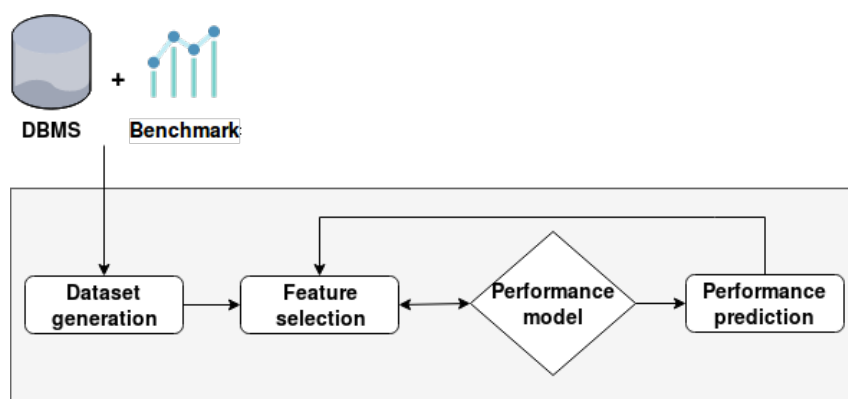 +
DBMS
Benchmark
Dataset
generation
Feature
selection
Performance
model
Performance
prediction